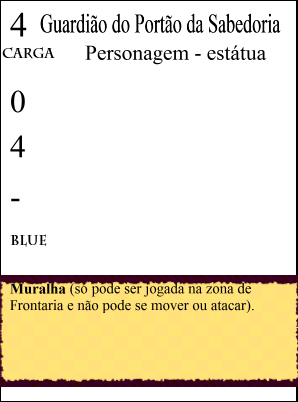 4 Guardião do Portão da Sabedoria
CARGA Personagem - estátua
0
4
-
BLUE
Muralha (só pode ser jogada na zona de
Frontaria e não pode se mover ou atacar).